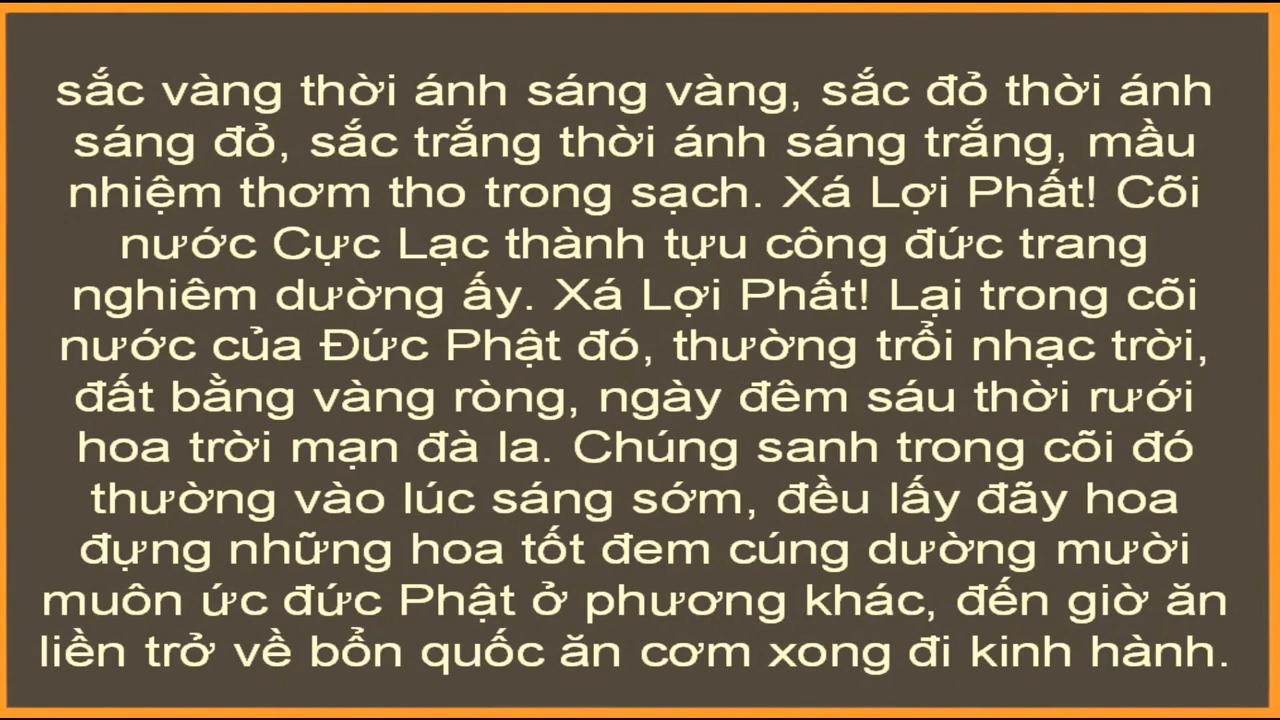 sắc vàng thời ánh sáng vàng, sắc đỏ thời ánh
sáng đỏ, sắc trắng thời ánh sáng trắng, mầu
nhiệm thơm tho trong sạch. Xá Lợi Phất! Cõi
nước Cực Lạc thành tựu công đức trang
nghiêm dường ấy. Xá Lợi Phất! Lại trong cõi
nước của Đức Phật đó, thường trổi nhạc trời,
đất bằng vàng ròng, ngày đêm sáu thời rưới
hoa trời mạn đà la. Chúng sanh trong cõi đó
thường vào lúc sáng sớm, đều lấy đãy hoa
đựng những hoa tốt đem cúng dường mười
muôn ức đức Phật ở phương khác, đến giờ ăn
liền trở về bổn quốc ăn cơm xong đi kinh hành.